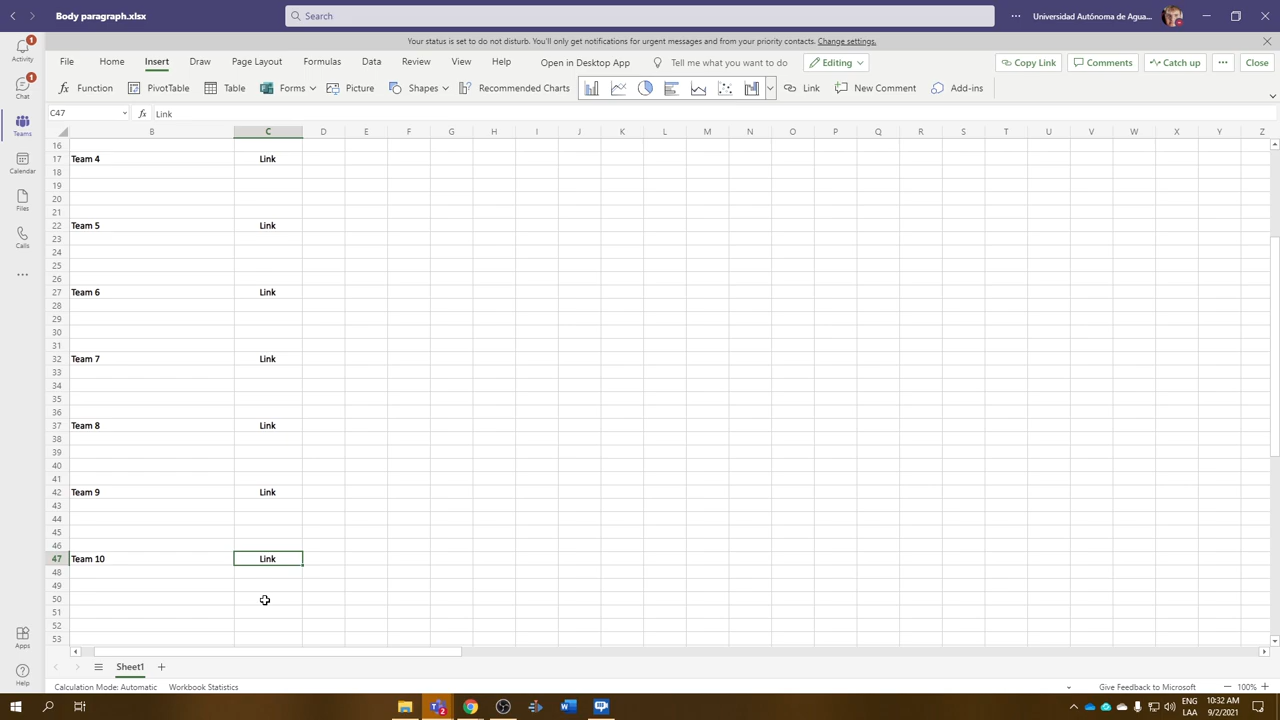 Body paragraph.xlsx
Search
Universidad Autónoma de Agua...
Your status is set to do not disturb. You'll only get notifications for urgent messages and from your priority contacts. Change settings.
1
Activity
1
Chat
Teams
Calendar
Files
Calls
Apps
Help
File Home Insert Draw Page Layout Formulas Data Review View Help Open in Desktop App Tell me what you want to do Editing Copy Link Comments Catch up Close
Function PivotTable Table Forms Picture Shapes Recommended Charts Link New Comment Add-ins
C47 fx Link
B C D E F G H I J K L M N O P Q R S T U V W X Y Z
16
17 Team 4 Link
18
19
20
21
22 Team 5 Link
23
24
25
26
27 Team 6 Link
28
29
30
31
32 Team 7 Link
33
34
35
36
37 Team 8 Link
38
39
40
41
42 Team 9 Link
43
44
45
46
47 Team 10 Link
48
49
50
51
52
53
Sheet1
Calculation Mode: Automatic Workbook Statistics Give Feedback to Microsoft 100%
2
ENG
LAA
10:32 AM
9/2/2021